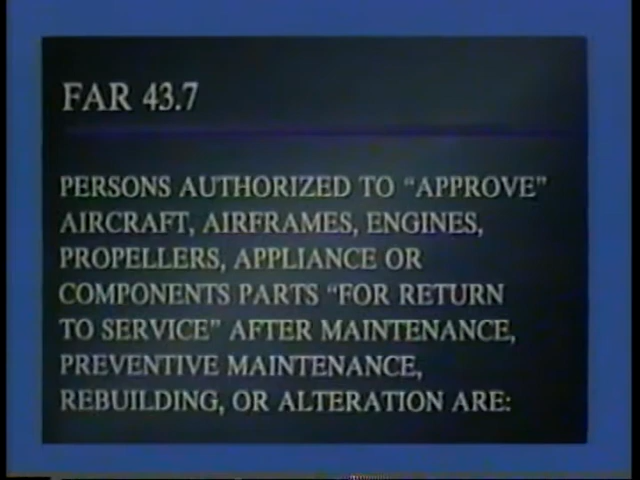 FAR 43.7
PERSONS AUTHORIZED TO “APPROVE”
AIRCRAFT, AIRFRAMES, ENGINES,
PROPELLERS, APPLIANCE OR
COMPONENTS PARTS “FOR RETURN
TO SERVICE” AFTER MAINTENANCE,
PREVENTIVE MAINTENANCE,
REBUILDING, OR ALTERATION ARE: